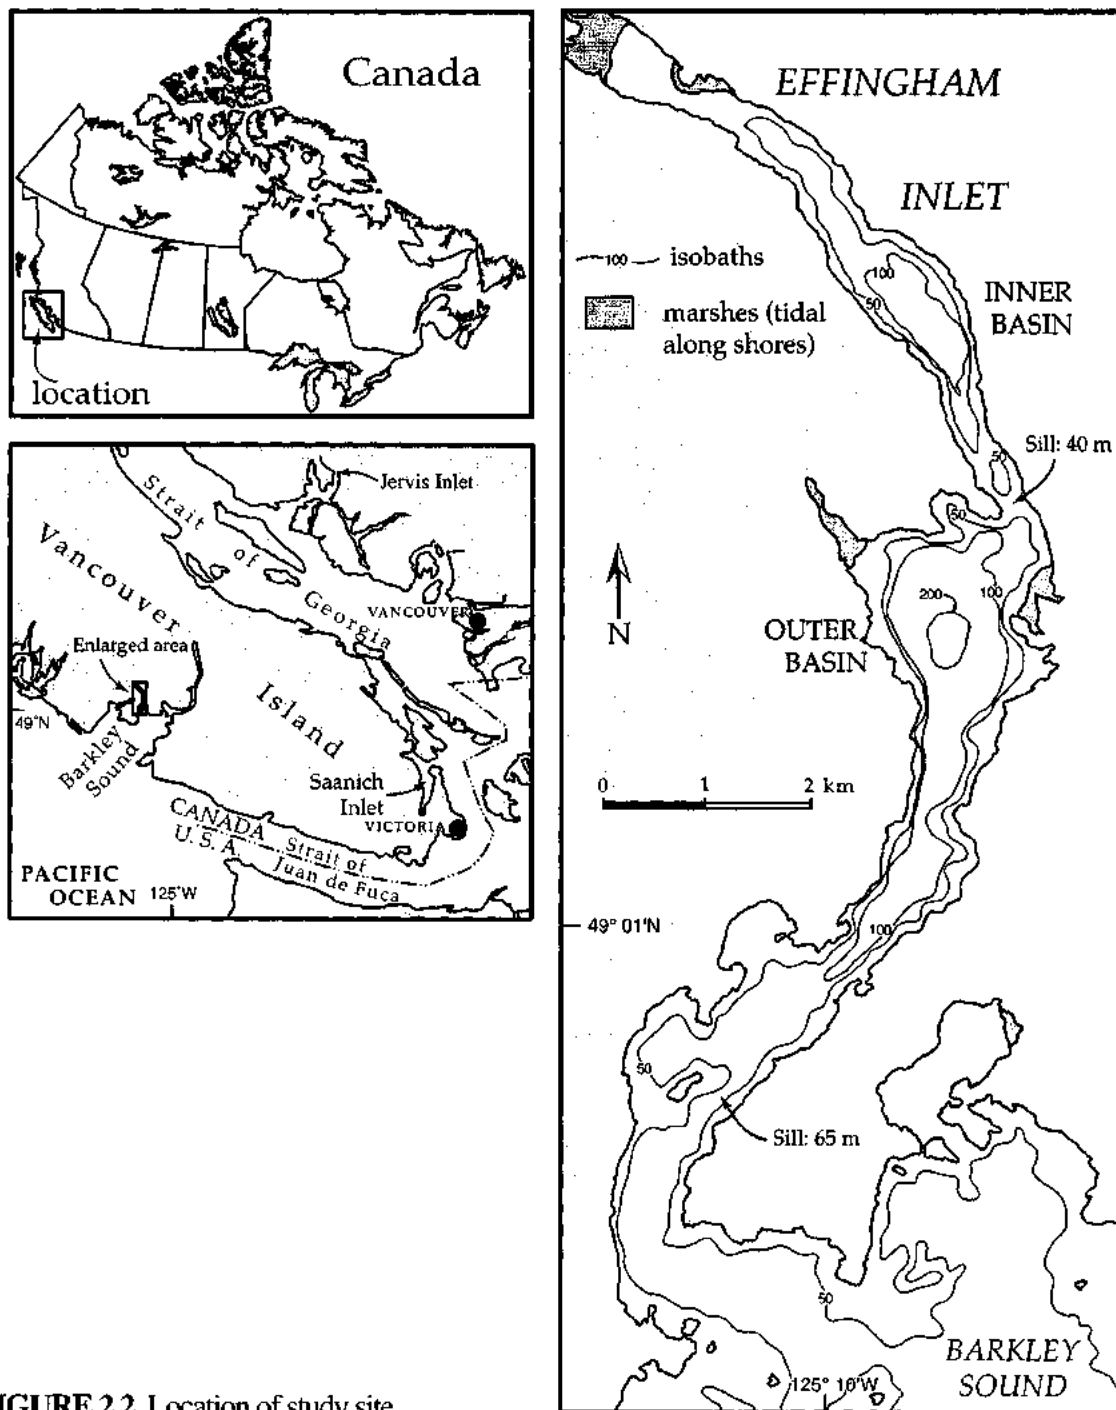 Canada
location
Jervis Inlet
Strait of Georgia
Vancouver Island
VANCOUVER
Enlarged area
49°N
Barkley
Sound
Saanich
Inlet
VICTORIA
CANADA
U. S. A.
Strait of
Juan de Fuca
PACIFIC
OCEAN
125°W
EFFINGHAM
INLET
100 isobaths
marshes (tidal
along shores)
100
50
INNER
BASIN
Sill: 40 m
50
50
200
100
N
OUTER
BASIN
0 1 2 km
49° 01'N
100
50
Sill: 65 m
50
BARKLEY
SOUND
125° 10'W
IGURE 2.2 Location of study site